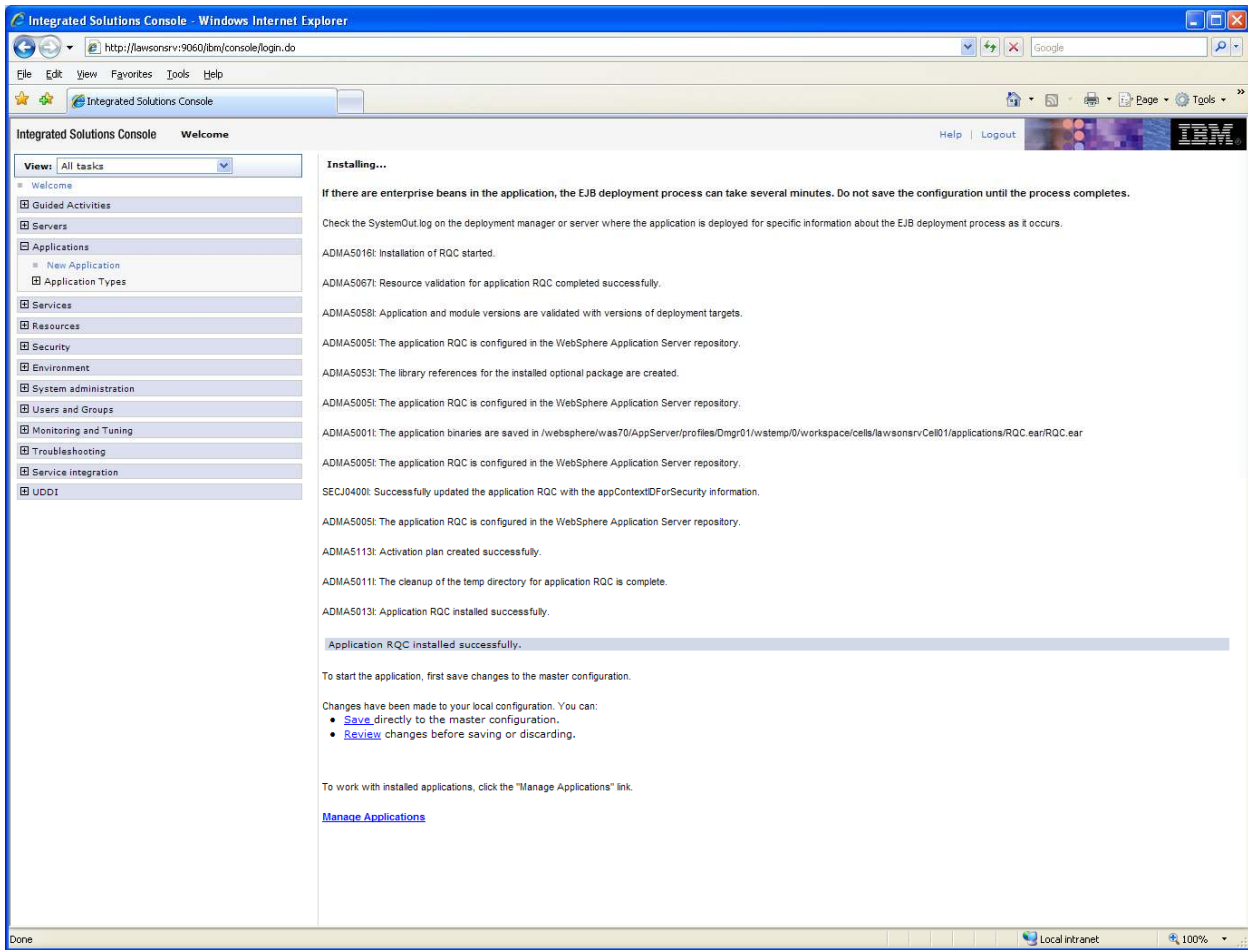 Integrated Solutions Console - Windows Internet Explorer
http://lawsonsrv:9060/ibm/console/login.do
Google
File Edit View Favorites Tools Help
Integrated Solutions Console
Page Tools
Integrated Solutions Console Welcome
Help | Logout
IBM®
View: All tasks
Welcome
Guided Activities
Servers
Applications
New Application
Application Types
Services
Resources
Security
Environment
System administration
Users and Groups
Monitoring and Tuning
Troubleshooting
Service integration
UDDI
Installing...
If there are enterprise beans in the application, the EJB deployment process can take several minutes. Do not save the configuration until the process completes.
Check the SystemOut.log on the deployment manager or server where the application is deployed for specific information about the EJB deployment process as it occurs.
ADMA5016I: Installation of RQC started.
ADMA5067I: Resource validation for application RQC completed successfully.
ADMA5058I: Application and module versions are validated with versions of deployment targets.
ADMA5005I: The application RQC is configured in the WebSphere Application Server repository.
ADMA5053I: The library references for the installed optional package are created.
ADMA5005I: The application RQC is configured in the WebSphere Application Server repository.
ADMA5001I: The application binaries are saved in /websphere/was70/AppServer/profiles/Dmgr01/wstemp/0/workspace/cells/lawsonsrvCell01/applications/RQC.ear/RQC.ear
ADMA5005I: The application RQC is configured in the WebSphere Application Server repository.
SECJ0400I: Successfully updated the application RQC with the appContextIDForSecurity information.
ADMA5005I: The application RQC is configured in the WebSphere Application Server repository.
ADMA5113I: Activation plan created successfully.
ADMA5011I: The cleanup of the temp directory for application RQC is complete.
ADMA5013I: Application RQC installed successfully.
Application RQC installed successfully.
To start the application, first save changes to the master configuration.
Changes have been made to your local configuration. You can:
Save directly to the master configuration.
Review changes before saving or discarding.
To work with installed applications, click the "Manage Applications" link.
Manage Applications
Done
Local intranet
100%